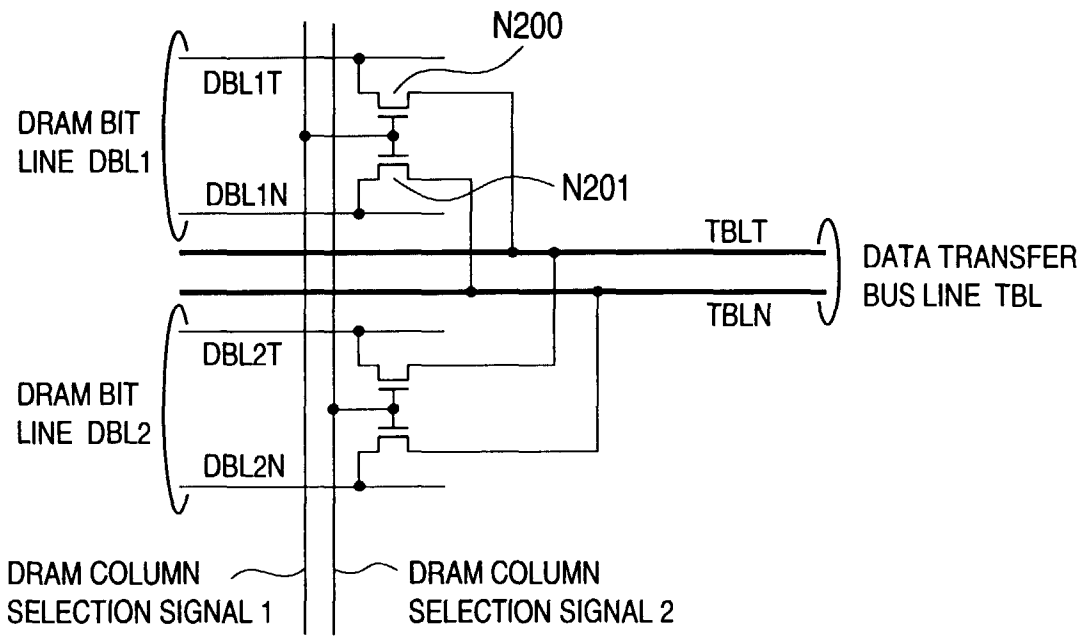 N200
DBL1T
DRAM BIT
LINE DBL1
DBL1N
N201
TBLT
DATA TRANSFER
BUS LINE TBL
TBLN
DBL2T
DRAM BIT
LINE DBL2
DBL2N
DRAM COLUMN
SELECTION SIGNAL 1
DRAM COLUMN
SELECTION SIGNAL 2